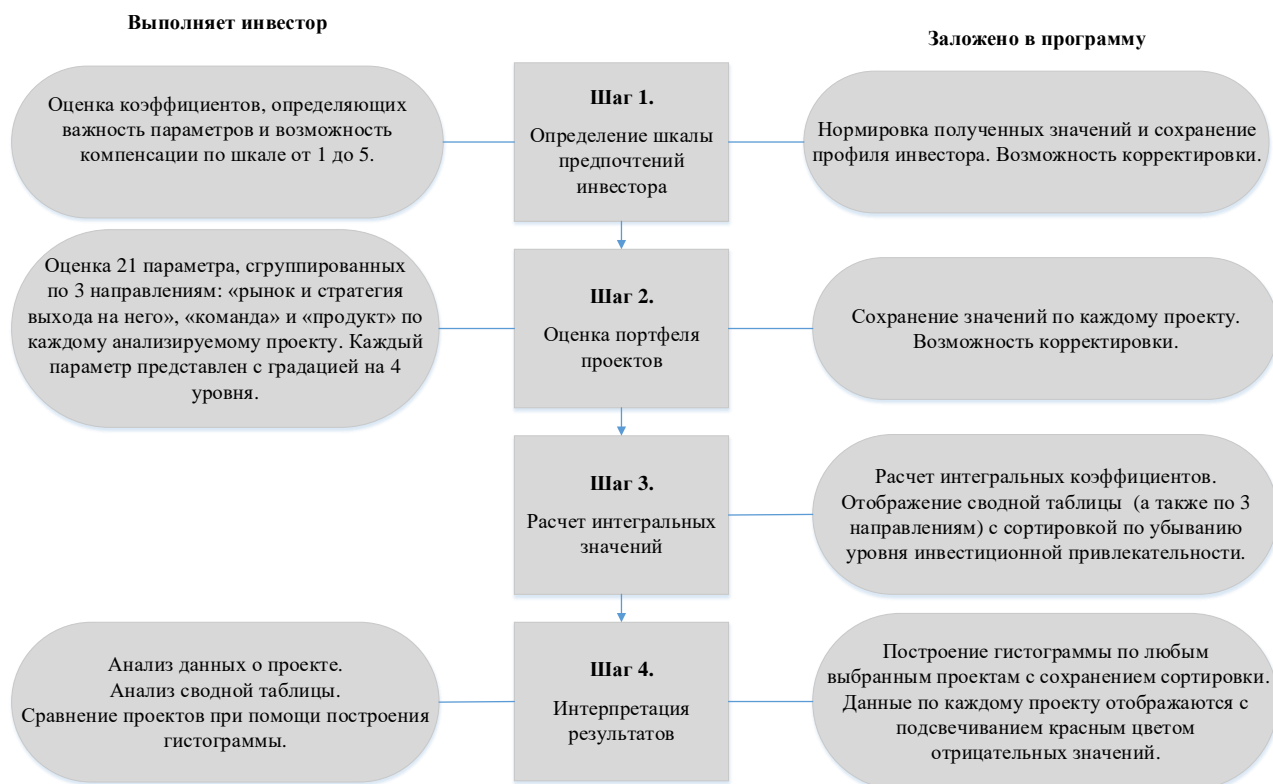 Выполняет инвестор
Заложено в программу
Оценка коэффициентов, определяющих
важность параметров и возможность
компенсации по шкале от 1 до 5.
Шаг 1.
Определение шкалы
предпочтений
инвестора
Нормировка полученных значений и сохранение
профиля инвестора. Возможность корректировки.
Оценка 21 параметра, сгруппированных
по 3 направлениям: «рынок и стратегия
выхода на него», «команда» и «продукт» по
каждому анализируемому проекту. Каждый
параметр представлен с градацией на 4
уровня.
Шаг 2.
Оценка портфеля
проектов
Сохранение значений по каждому проекту.
Возможность корректировки.
Шаг 3.
Расчет интегральных
значений
Расчет интегральных коэффициентов.
Отображение сводной таблицы (а также по 3
направлениям) с сортировкой по убыванию
уровня инвестиционной привлекательности.
Анализ данных о проекте.
Анализ сводной таблицы.
Сравнение проектов при помощи построения
гистограммы.
Шаг 4.
Интерпретация
результатов
Построение гистограммы по любым
выбранным проектам с сохранением сортировки.
Данные по каждому проекту отображаются с
подсвечиванием красным цветом
отрицательных значений.